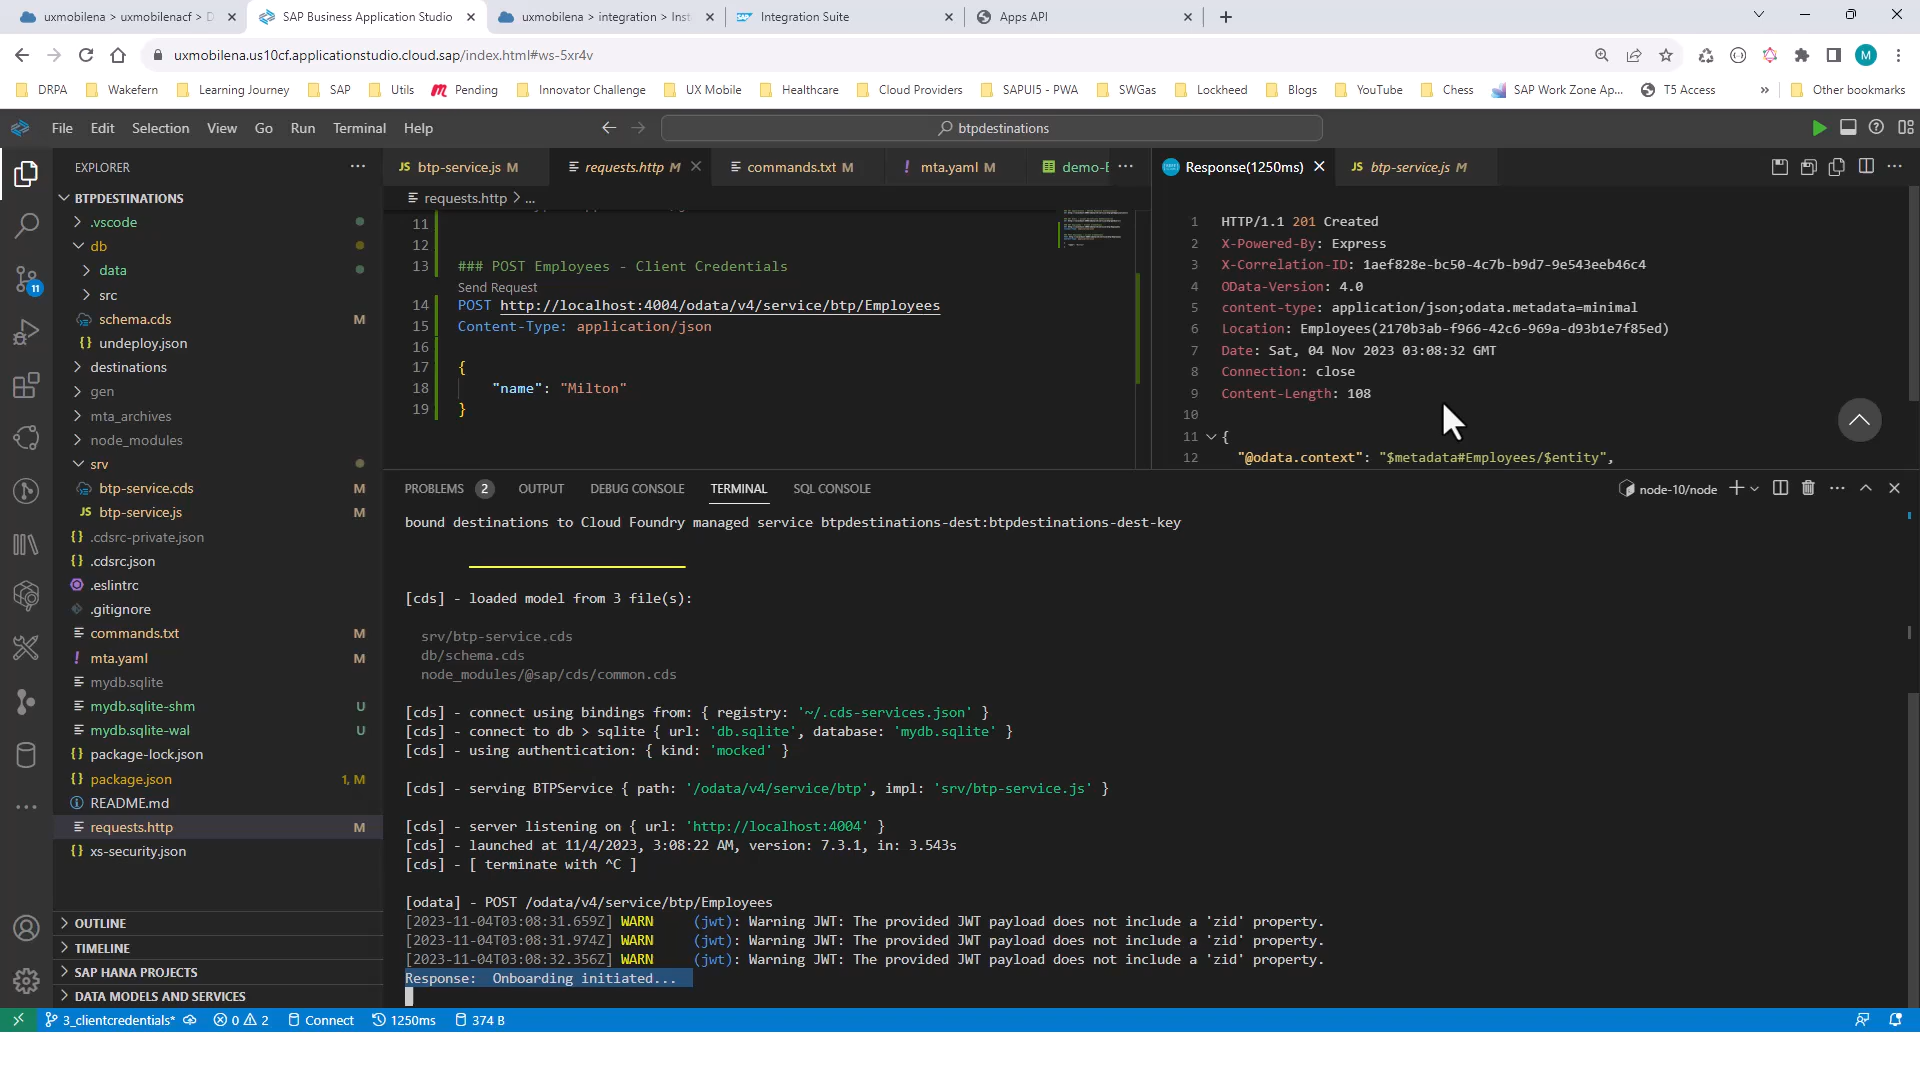 uxmobilena > uxmobilenacf > D
SAP Business Application Studio
uxmobilena > integration > Inst
Integration Suite
Apps API
uxmobilena.us10cf.applicationstudio.cloud.sap/index.html#ws-5xr4v
M
DRPA
Wakefern
Learning Journey
SAP
Utils
Pending
Innovator Challenge
UX Mobile
Healthcare
Cloud Providers
SAPUI5 - PWA
SWGas
Lockheed
Blogs
YouTube
Chess
SAP Work Zone Ap...
T5 Access
»
Other bookmarks
File
Edit
Selection
View
Go
Run
Terminal
Help
btpdestinations
EXPLORER
BTPDESTINATIONS
.vscode
db
data
src
schema.cds M
{} undeploy.json
destinations
gen
mta_archives
node_modules
srv
btp-service.cds M
JS btp-service.js M
{} .cdsrc-private.json
{} .cdsrc.json
.eslintrc
.gitignore
commands.txt M
! mta.yaml M
mydb.sqlite
mydb.sqlite-shm U
mydb.sqlite-wal U
{} package-lock.json
{} package.json 1, M
README.md
requests.http M
{} xs-security.json
OUTLINE
TIMELINE
SAP HANA PROJECTS
DATA MODELS AND SERVICES
11
JS btp-service.js M
requests.http M
commands.txt M
! mta.yaml M
demo-E
requests.http > ...
11
12
13 ### POST Employees - Client Credentials
Send Request
14 POST http://localhost:4004/odata/v4/service/btp/Employees
15 Content-Type: application/json
16
17 {
18 "name": "Milton"
19 }
Response(1250ms)
JS btp-service.js M
1 HTTP/1.1 201 Created
2 X-Powered-By: Express
3 X-Correlation-ID: 1aef828e-bc50-4c7b-b9d7-9e543eeb46c4
4 OData-Version: 4.0
5 content-type: application/json;odata.metadata=minimal
6 Location: Employees(2170b3ab-f966-42c6-969a-d93b1e7f85ed)
7 Date: Sat, 04 Nov 2023 03:08:32 GMT
8 Connection: close
9 Content-Length: 108
10
11 {
12 "@odata.context": "$metadata#Employees/$entity",
PROBLEMS 2
OUTPUT
DEBUG CONSOLE
TERMINAL
SQL CONSOLE
node-10/node
bound destinations to Cloud Foundry managed service btpdestinations-dest:btpdestinations-dest-key
[cds] - loaded model from 3 file(s):
srv/btp-service.cds
db/schema.cds
node_modules/@sap/cds/common.cds
[cds] - connect using bindings from: { registry: '~/.cds-services.json' }
[cds] - connect to db > sqlite { url: 'db.sqlite', database: 'mydb.sqlite' }
[cds] - using authentication: { kind: 'mocked' }
[cds] - serving BTPService { path: '/odata/v4/service/btp', impl: 'srv/btp-service.js' }
[cds] - server listening on { url: 'http://localhost:4004' }
[cds] - launched at 11/4/2023, 3:08:22 AM, version: 7.3.1, in: 3.543s
[cds] - [ terminate with ^C ]
[odata] - POST /odata/v4/service/btp/Employees
[2023-11-04T03:08:31.659Z] WARN (jwt): Warning JWT: The provided JWT payload does not include a 'zid' property.
[2023-11-04T03:08:31.974Z] WARN (jwt): Warning JWT: The provided JWT payload does not include a 'zid' property.
[2023-11-04T03:08:32.356Z] WARN (jwt): Warning JWT: The provided JWT payload does not include a 'zid' property.
Response: Onboarding initiated...
3_clientcredentials*
0
2
Connect
1250ms
374 B